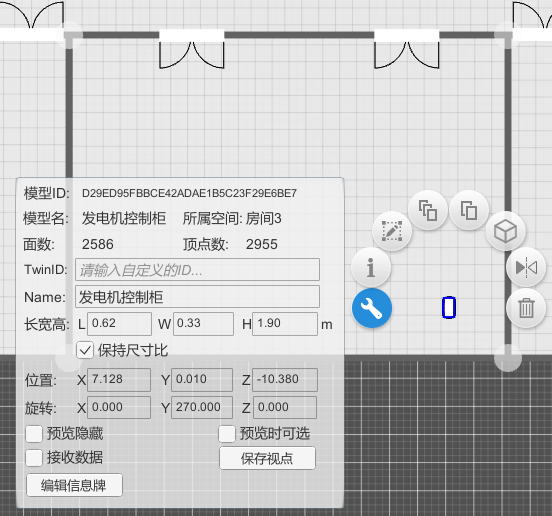 模型ID: D29ED95FBBCE42ADAE1B5C23F29E6BE7
模型名: 发电机控制柜 所属空间: 房间3
面数: 2586 顶点数: 2955
TwinID: 请输入自定义的ID...
Name: 发电机控制柜
长宽高: L 0.62 W 0.33 H 1.90 m
保持尺寸比
位置: X 7.128 Y 0.010 Z -10.380
旋转: X 0.000 Y 270.000 Z 0.000
预览隐藏 预览时可选
接收数据 保存视点
编辑信息牌